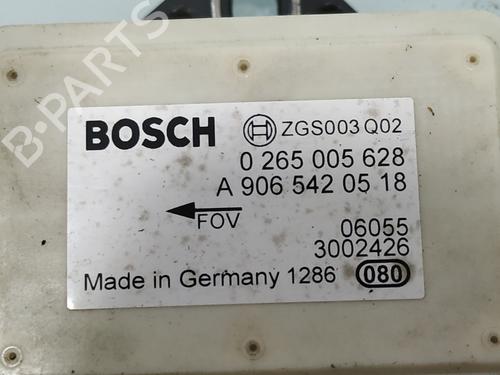 B-Parts
BOSCH ZGS003 Q02
0 265 005 628
A 906 542 05 18
FOV
06055
3002426
Made in Germany 1286 080